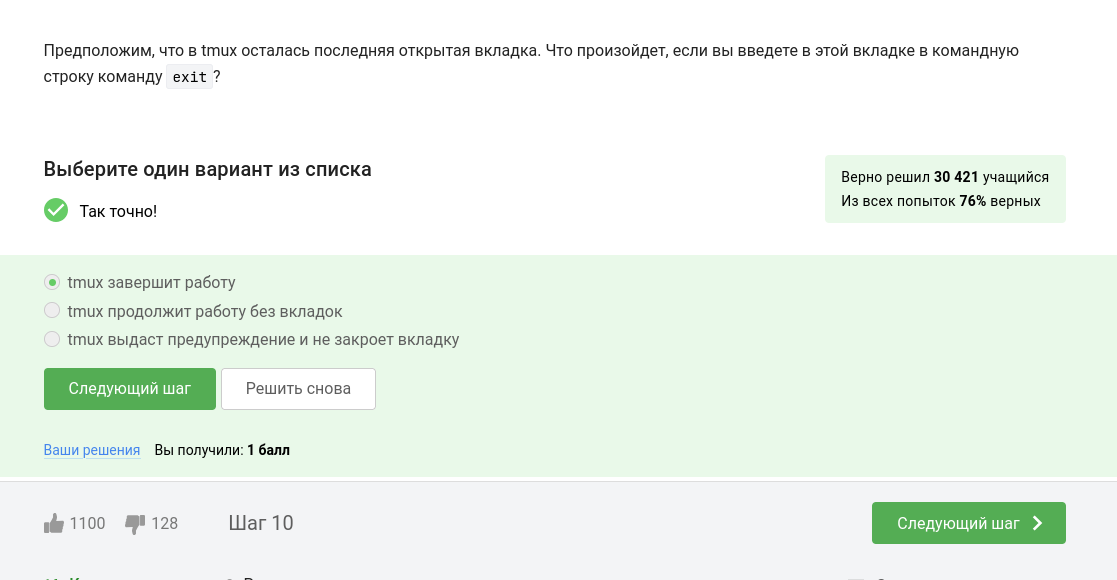 Предположим, что в tmux осталась последняя открытая вкладка. Что произойдет, если вы введете в этой вкладке в командную
строку команду exit?
Выберите один вариант из списка
Так точно!
Верно решил 30 421 учащийся
Из всех попыток 76% верных
tmux завершит работу
tmux продолжит работу без вкладок
tmux выдаст предупреждение и не закроет вкладку
Следующий шаг Решить снова
Ваши решения Вы получили: 1 балл
1100 128 Шаг 10 Следующий шаг